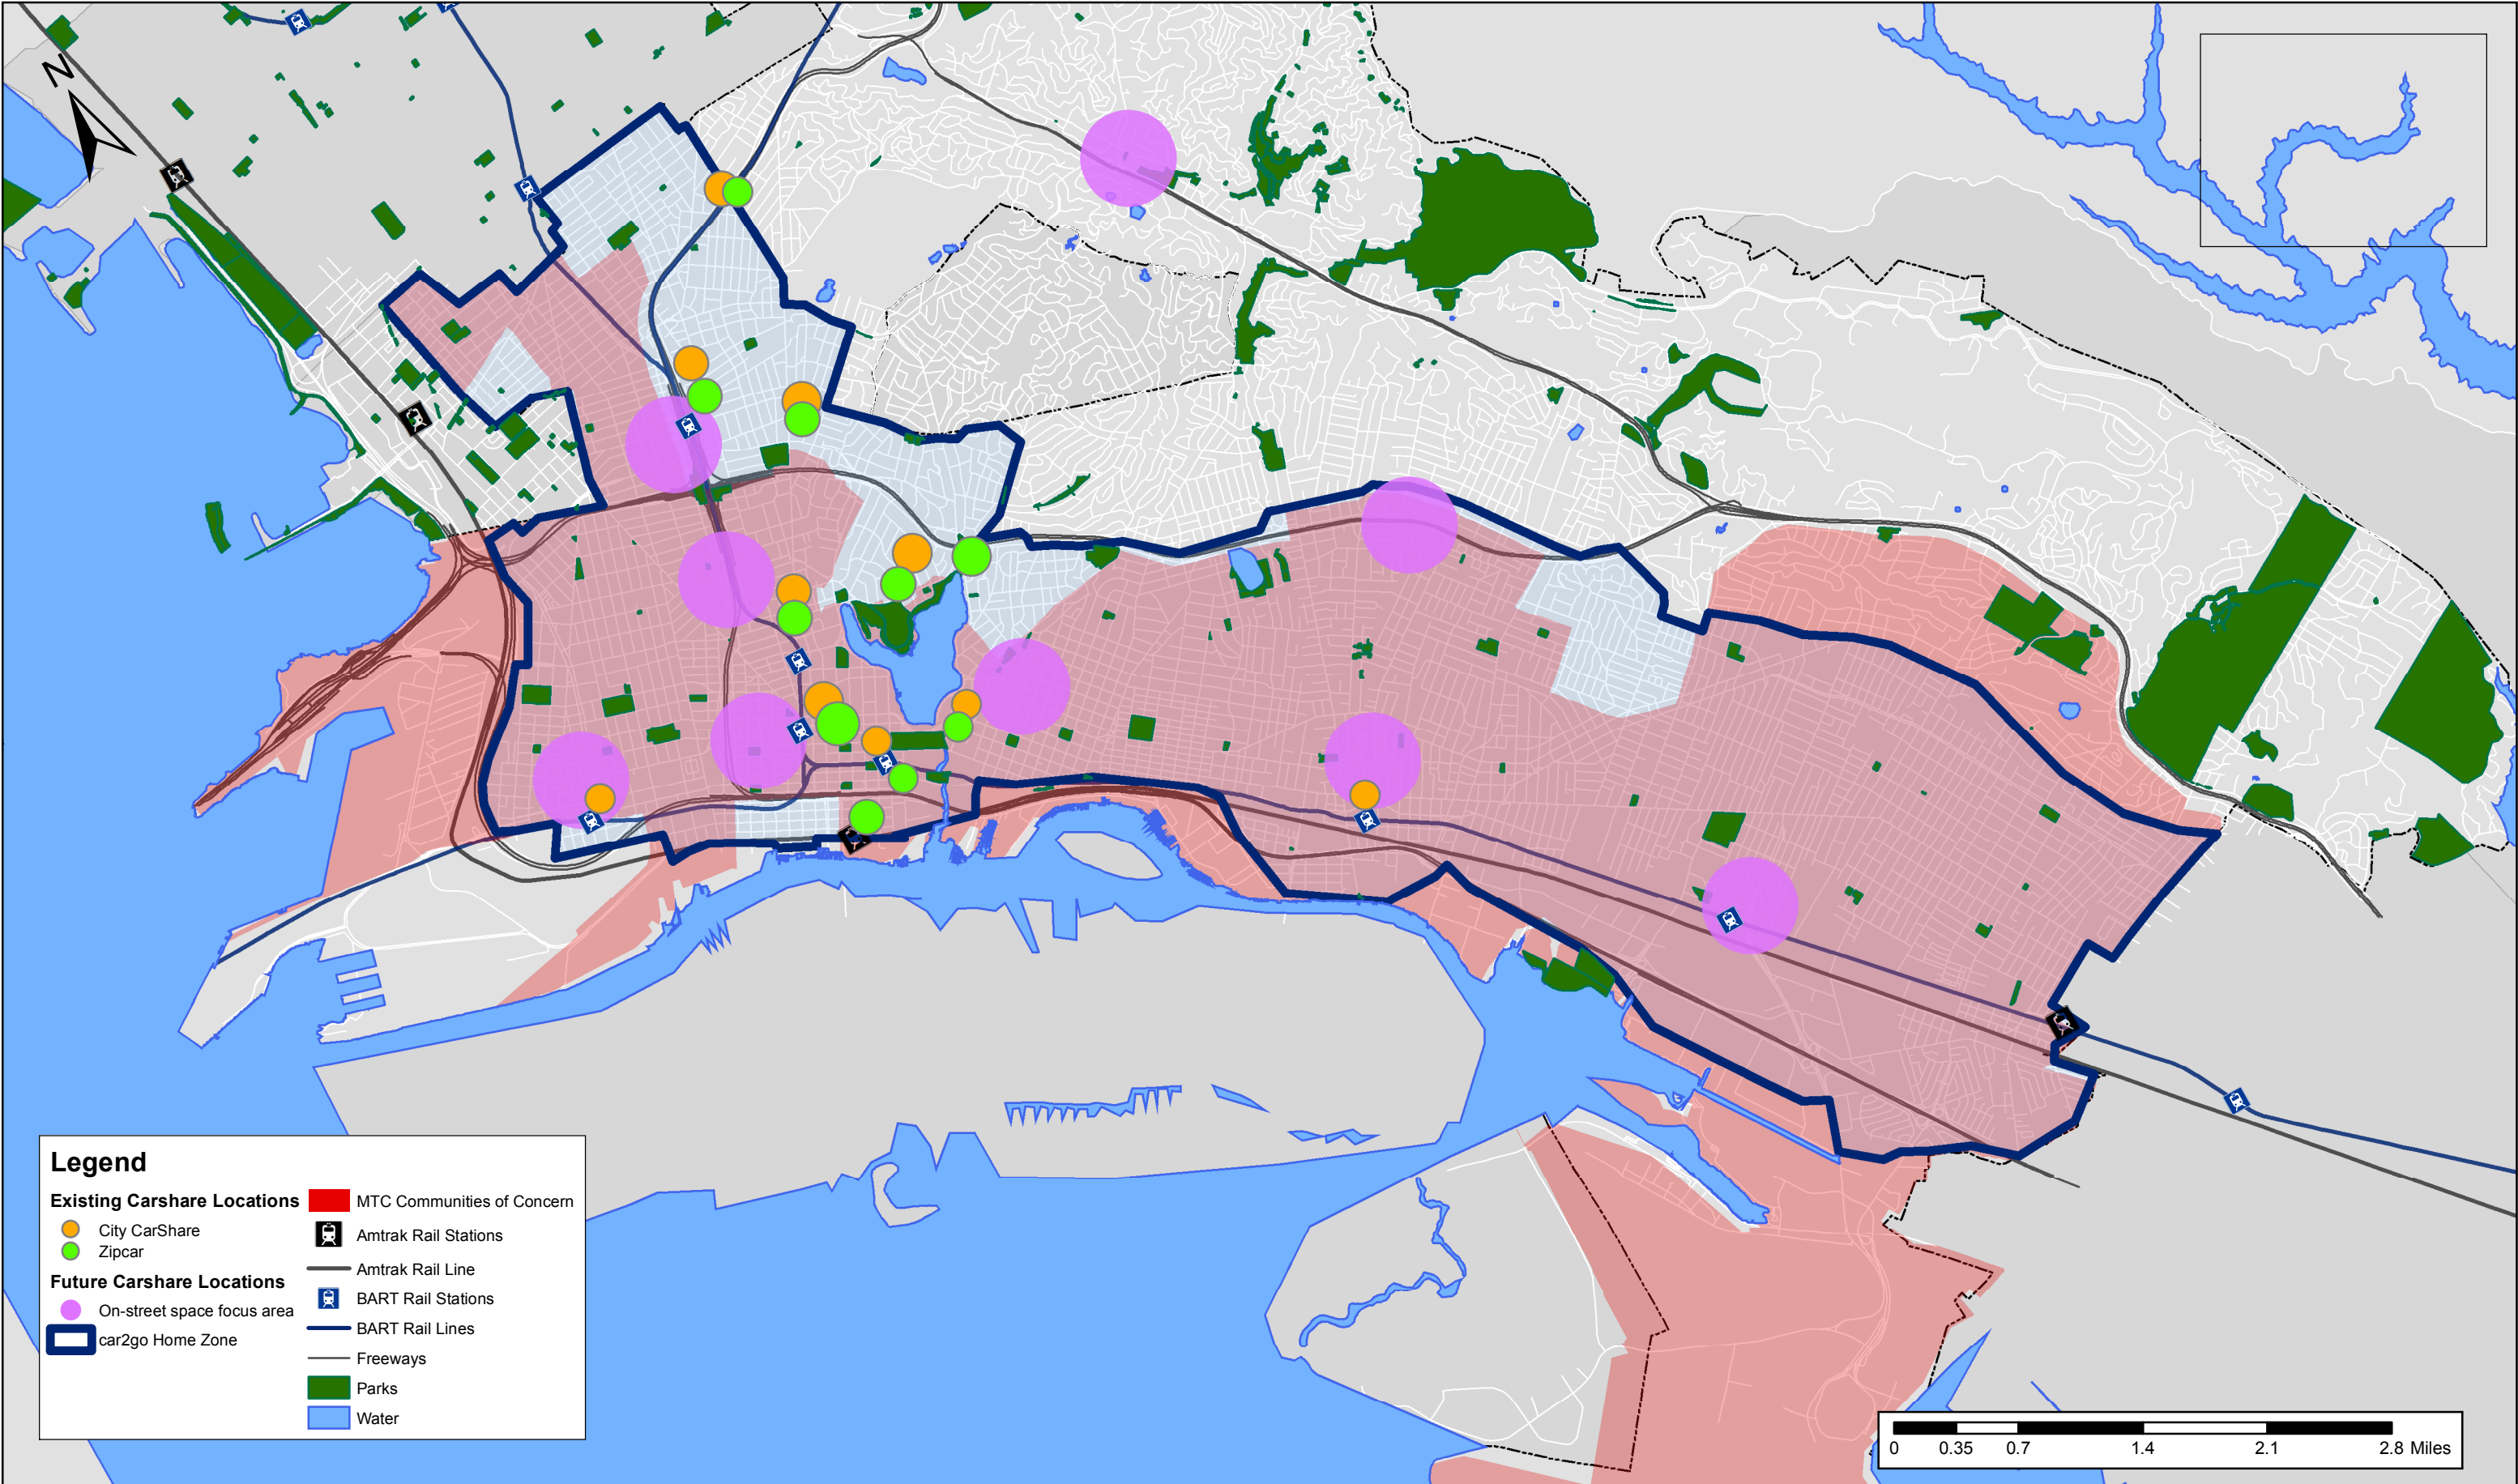 N
Legend
Existing Carshare Locations
City CarShare
Zipcar
Future Carshare Locations
On-street space focus area
car2go Home Zone
MTC Communities of Concern
Amtrak Rail Stations
Amtrak Rail Line
BART Rail Stations
BART Rail Lines
Freeways
Parks
Water
0 0.35 0.7 1.4 2.1 2.8 Miles